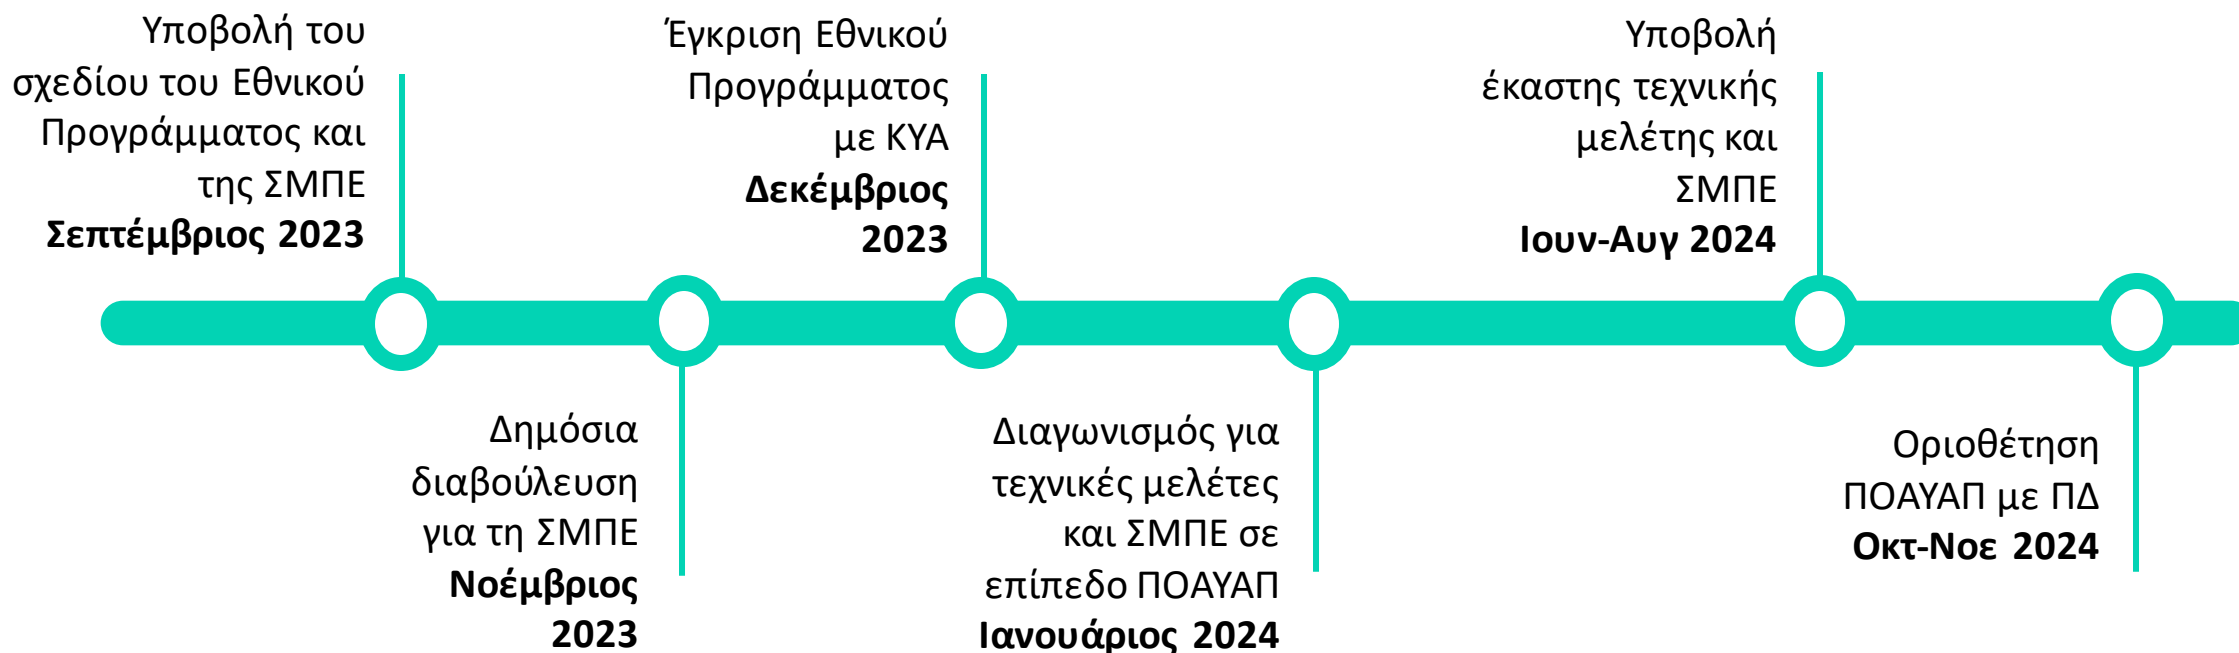 Υποβολή του
σχεδίου του Εθνικού
Προγράμματος και
της ΣΜΠΕ
Σεπτέμβριος 2023
Δημόσια
διαβούλευση
για τη ΣΜΠΕ
Νοέμβριος
2023
Έγκριση Εθνικού
Προγράμματος
με ΚΥΑ
Δεκέμβριος
2023
Διαγωνισμός για
τεχνικές μελέτες
και ΣΜΠΕ σε
επίπεδο ΠΟΑΥΑΠ
Ιανουάριος 2024
Υποβολή
έκαστης τεχνικής
μελέτης και
ΣΜΠΕ
Ιουν-Αυγ 2024
Οριοθέτηση
ΠΟΑΥΑΠ με ΠΔ
Οκτ-Νοε 2024